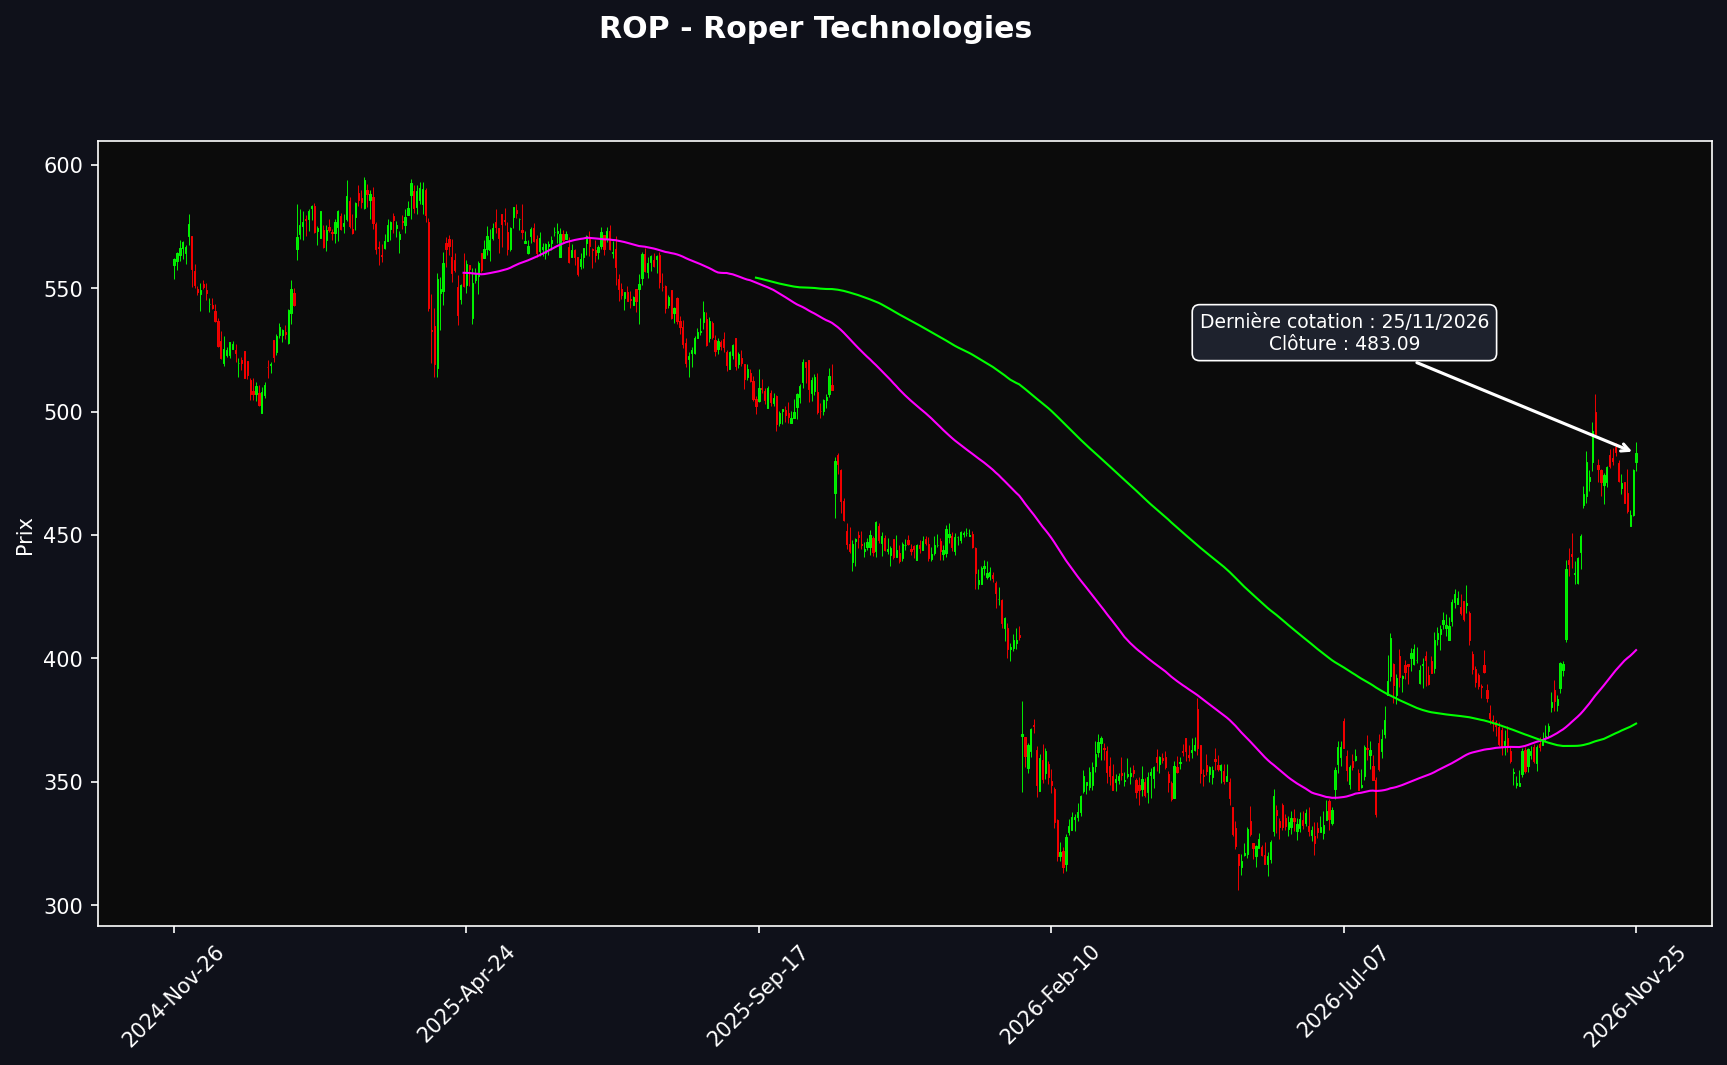 ROP - Roper Technologies
600
550
500
450
400
350
300
Prix
Dernière cotation : 25/11/2026
Clôture : 483.09
2024-Nov-26
2025-Apr-24
2025-Sep-17
2026-Feb-10
2026-Jul-07
2026-Nov-25